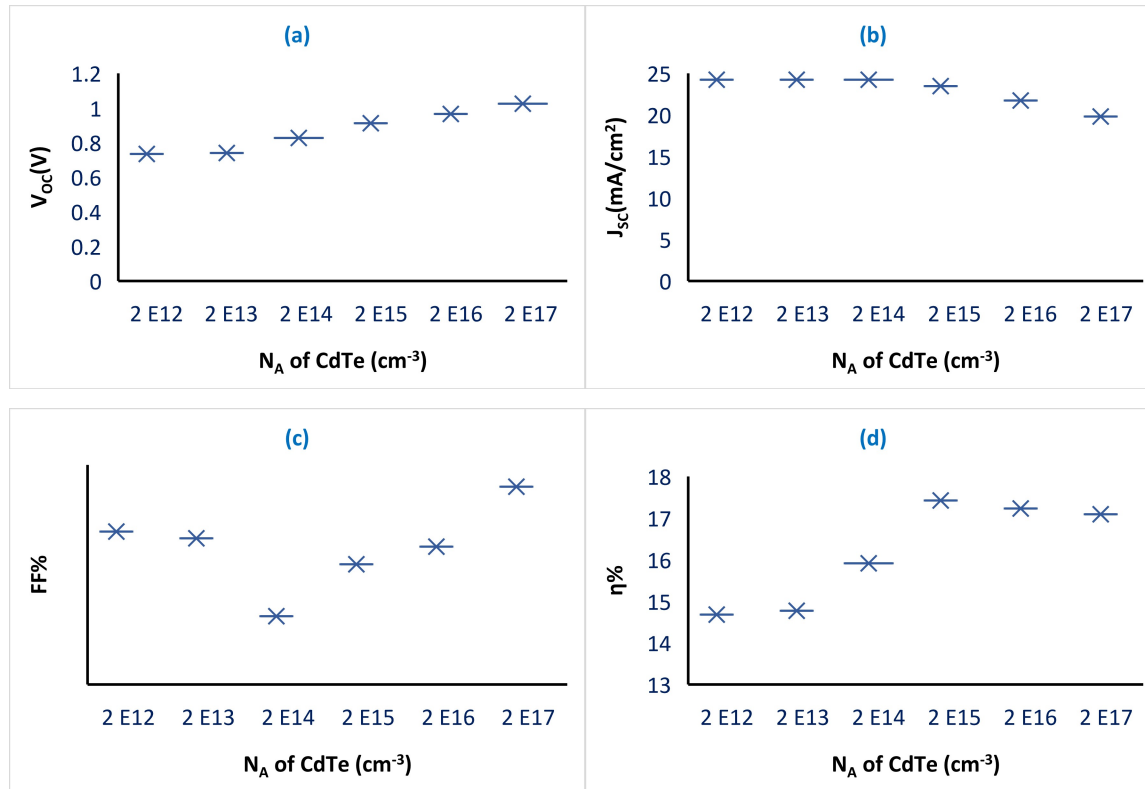 (a)
1.2
1
0.8
0.6
0.4
0.2
0
V_OC(V)
2 E12 2 E13 2 E14 2 E15 2 E16 2 E17
N_A of CdTe (cm⁻³)
(b)
25
20
15
10
5
0
J_SC(mA/cm²)
2 E12 2 E13 2 E14 2 E15 2 E16 2 E17
N_A of CdTe (cm⁻³)
(c)
FF%
2 E12 2 E13 2 E14 2 E15 2 E16 2 E17
N_A of CdTe (cm⁻³)
(d)
18
17
16
15
14
13
η%
2 E12 2 E13 2 E14 2 E15 2 E16 2 E17
N_A of CdTe (cm⁻³)